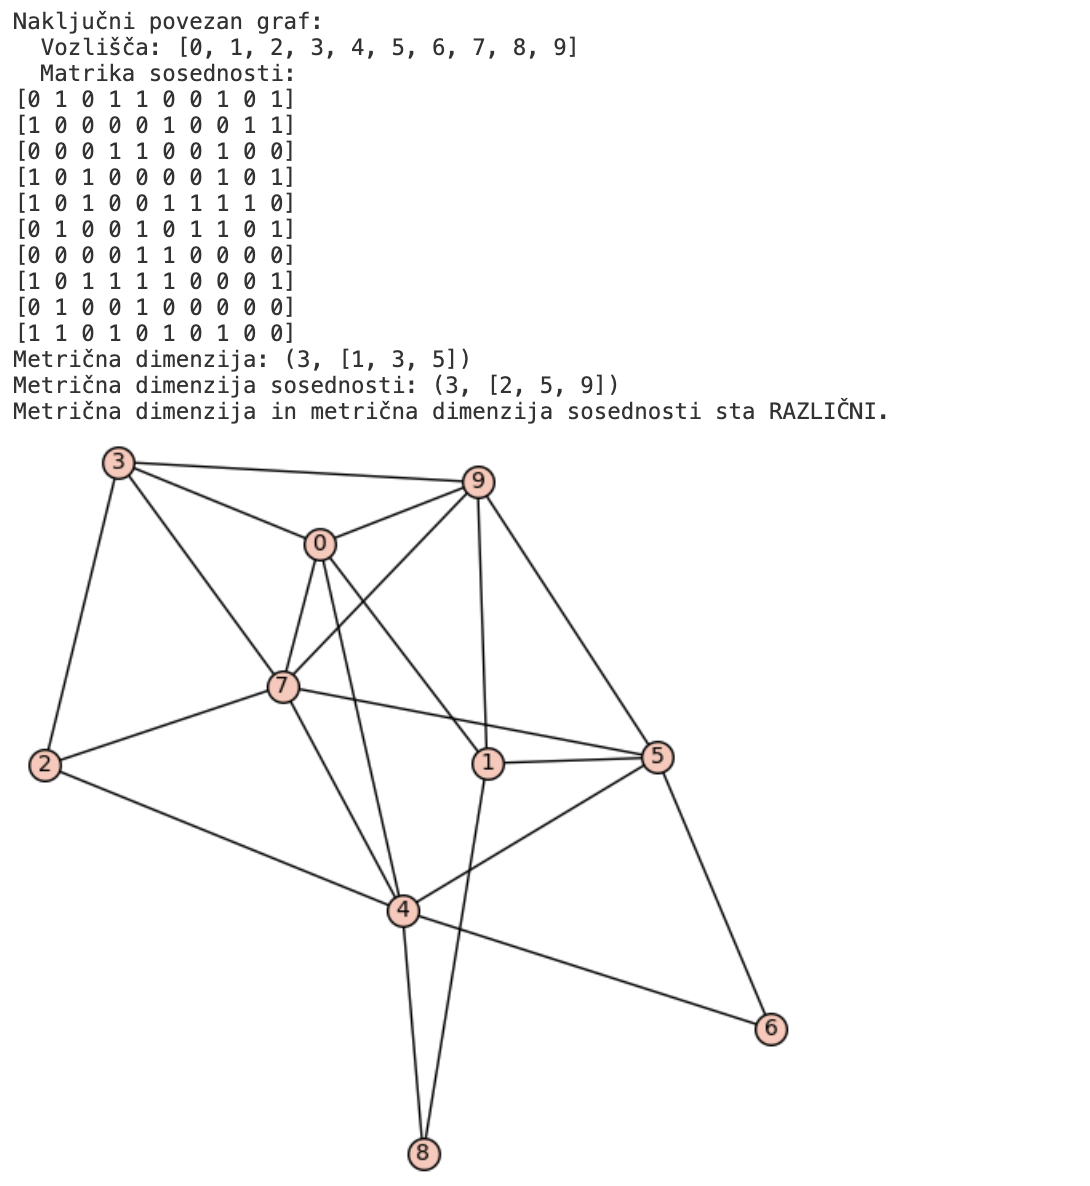 Naključni povezan graf:
Vozlišča: [0, 1, 2, 3, 4, 5, 6, 7, 8, 9]
Matrika sosednosti:
[0 1 0 1 1 0 0 1 0 1]
[1 0 0 0 0 1 0 0 1 1]
[0 0 0 1 1 0 0 1 0 0]
[1 0 1 0 0 0 0 1 0 1]
[1 0 1 0 0 1 1 1 1 0]
[0 1 0 0 1 0 1 1 0 1]
[0 0 0 0 1 1 0 0 0 0]
[1 0 1 1 1 1 0 0 0 1]
[0 1 0 0 1 0 0 0 0 0]
[1 1 0 1 0 1 0 1 0 0]
Metrična dimenzija: (3, [1, 3, 5])
Metrična dimenzija sosednosti: (3, [2, 5, 9])
Metrična dimenzija in metrična dimenzija sosednosti sta RAZLIČNI.
3
9
0
7
2
1
5
4
6
8